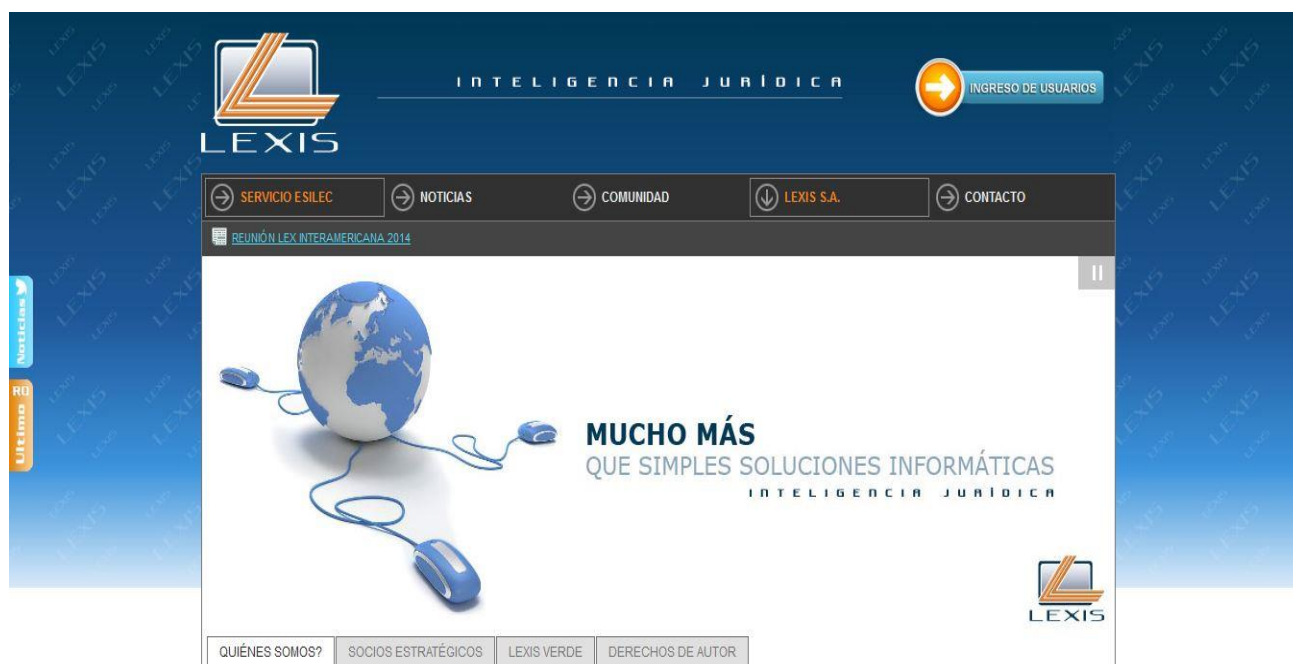 INTELIGENCIA JURÍDICA
INGRESO DE USUARIOS
LEXIS
SERVICIO ESILEC NOTICIAS COMUNIDAD LEXIS S.A. CONTACTO
REUNIÓN LEX INTERAMERICANA 2014
Noticias
Ultimo RO
MUCHO MÁS
QUE SIMPLES SOLUCIONES INFORMÁTICAS
INTELIGENCIA JURÍDICA
LEXIS
QUIÉNES SOMOS? SOCIOS ESTRATÉGICOS LEXIS VERDE DERECHOS DE AUTOR